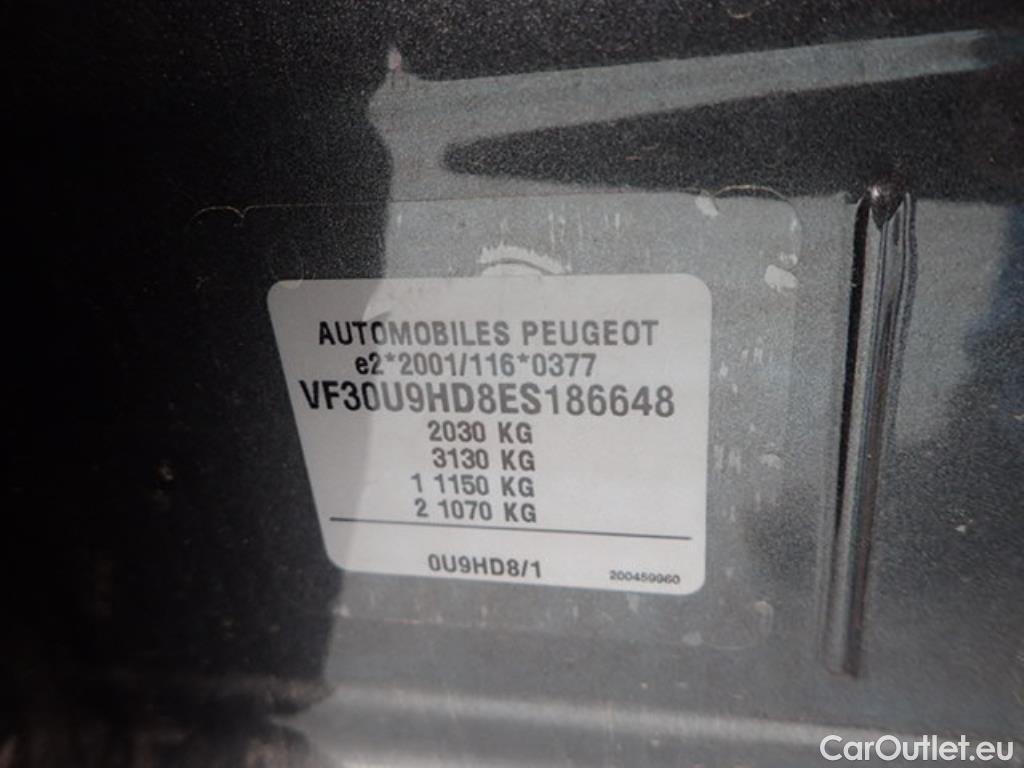 AUTOMOBILES PEUGEOT
e2*2001/116*0377
VF30U9HD8ES186648
2030 KG
3130 KG
1 1150 KG
2 1070 KG
0U9HD8/1
200459960
CarOutlet.eu